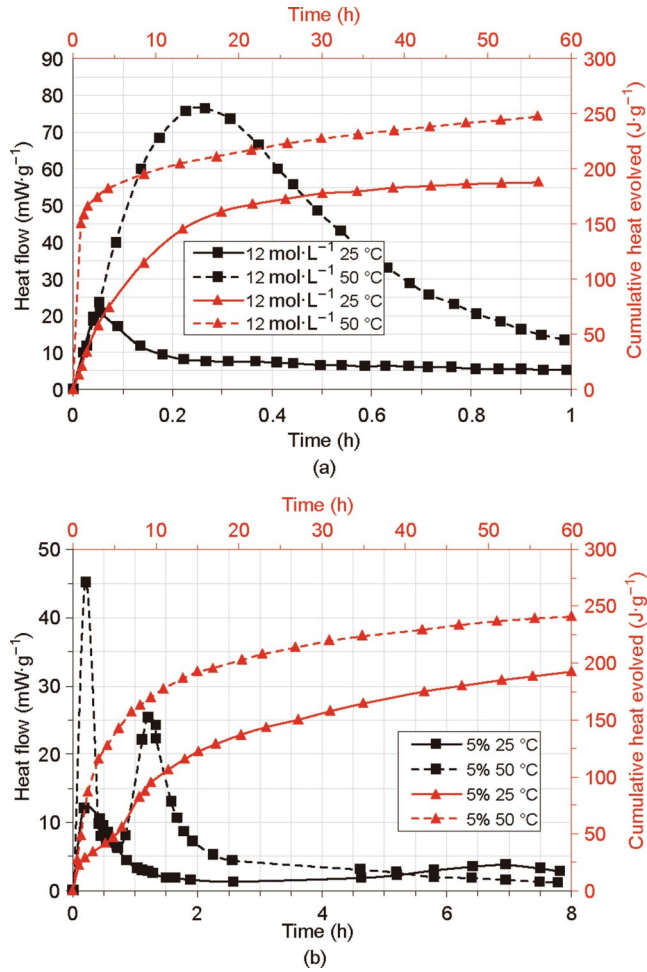 Time (h)
0 10 20 30 40 50 60
90 300
80 250
70 200
60 150
50 100
40 50
30 0
20
10
0
Heat flow (mW·g⁻¹)
Cumulative heat evolved (J·g⁻¹)
12 mol·L⁻¹ 25 °C
12 mol·L⁻¹ 50 °C
12 mol·L⁻¹ 25 °C
12 mol·L⁻¹ 50 °C
0 0.2 0.4 0.6 0.8 1
Time (h)
(a)
Time (h)
0 10 20 30 40 50 60
50 300
40 250
30 200
20 150
10 100
0 50
0
Heat flow (mW·g⁻¹)
Cumulative heat evolved (J·g⁻¹)
5% 25 °C
5% 50 °C
5% 25 °C
5% 50 °C
0 2 4 6 8
Time (h)
(b)